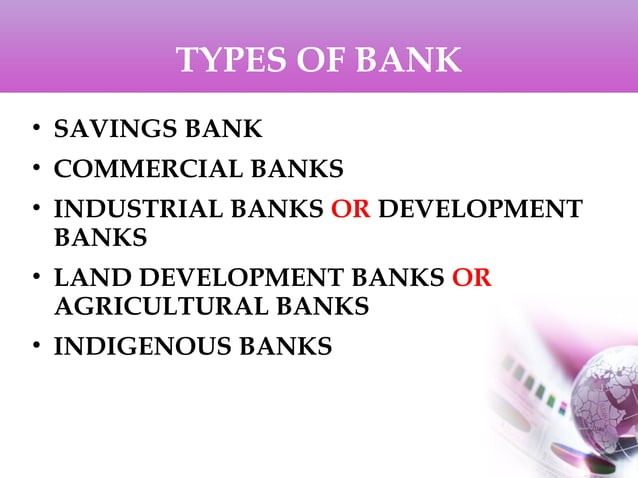 TYPES OF BANK
• SAVINGS BANK
• COMMERCIAL BANKS
• INDUSTRIAL BANKS OR DEVELOPMENT
BANKS
• LAND DEVELOPMENT BANKS OR
AGRICULTURAL BANKS
• INDIGENOUS BANKS